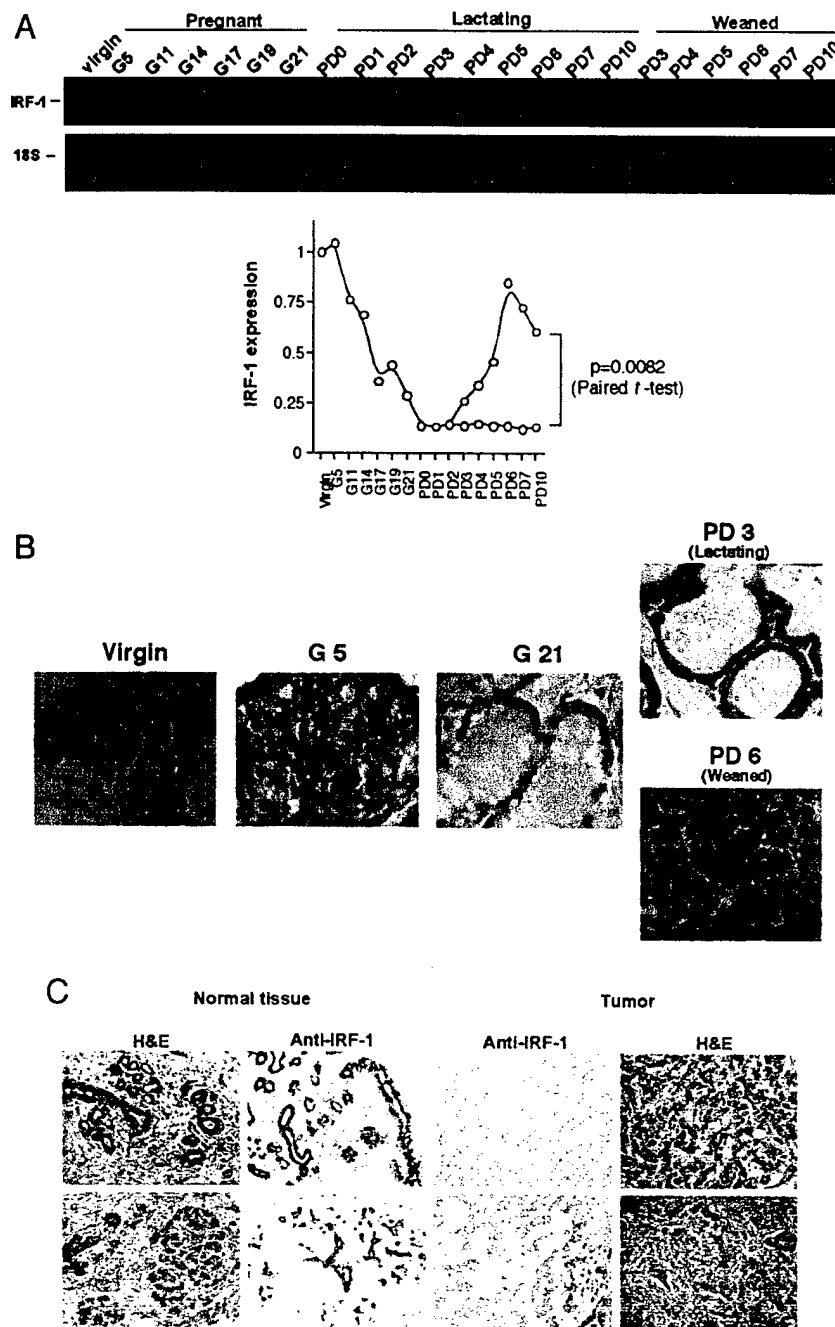 A
Pregnant Lactating Weaned
virgin G5 G11 G14 G17 G19 G21 PD0 PD1 PD2 PD3 PD4 PD5 PD6 PD7 PD10 PD3 PD4 PD5 PD6 PD7 PD10
IRF-1 –
18S –
1
0.75
0.5
0.25
0
IRF-1 expression
p=0.0062
(Paired t-test)
Virgin G5 G11 G14 G17 G19 G21 PD0 PD1 PD2 PD3 PD4 PD5 PD6 PD7 PD10
B
PD 3
(Lactating)
Virgin G 5 G 21
PD 6
(Weaned)
C
Normal tissue Tumor
H&E Anti-IRF-1 Anti-IRF-1 H&E